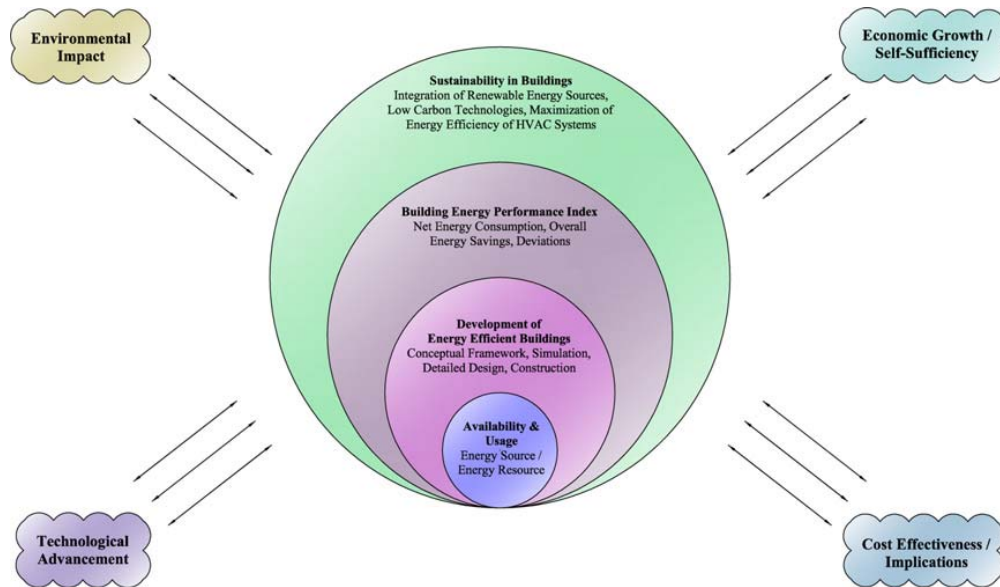 Environmental
Impact
Economic Growth /
Self-Sufficiency
Sustainability in Buildings
Integration of Renewable Energy Sources,
Low Carbon Technologies, Maximization of
Energy Efficiency of HVAC Systems
Building Energy Performance Index
Net Energy Consumption, Overall
Energy Savings, Deviations
Development of
Energy Efficient Buildings
Conceptual Framework, Simulation,
Detailed Design, Construction
Availability &
Usage
Energy Source /
Energy Resource
Technological
Advancement
Cost Effectiveness /
Implications